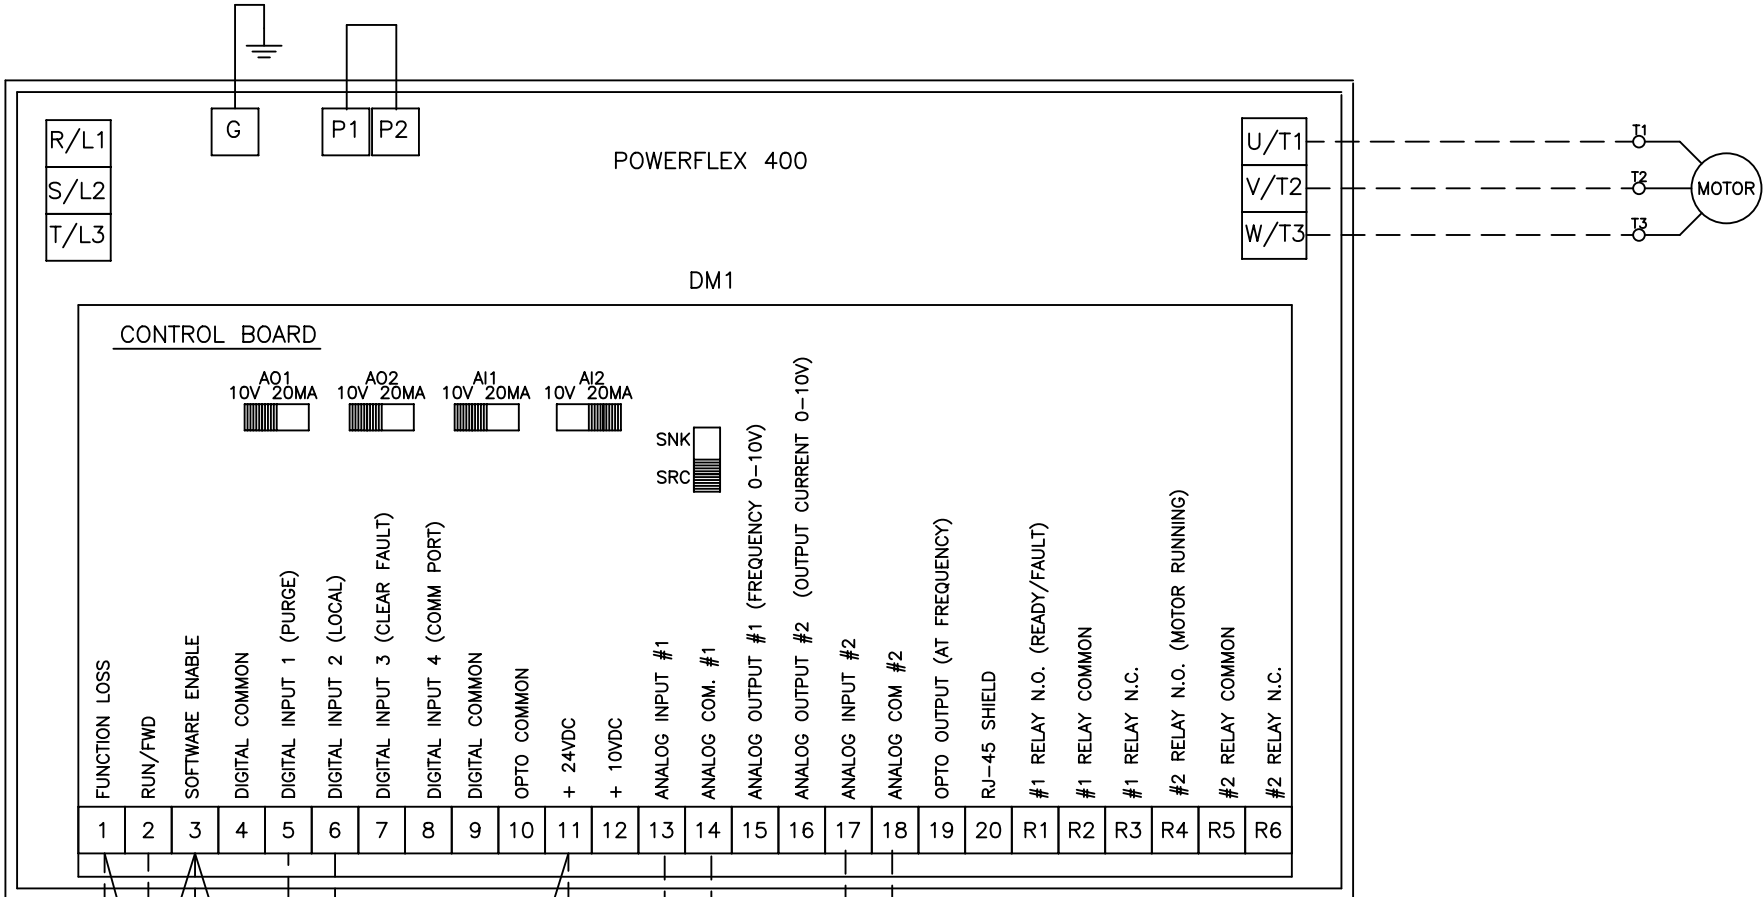 G
P1 P2
R/L1
S/L2
T/L3
POWERFLEX 400
U/T1
V/T2
W/T3
T1
T2
T3
MOTOR
DM1
CONTROL BOARD
AO1
10V 20MA
AO2
10V 20MA
AI1
10V 20MA
AI2
10V 20MA
SNK
SRC
FUNCTION LOSS
RUN/FWD
SOFTWARE ENABLE
DIGITAL COMMON
DIGITAL INPUT 1 (PURGE)
DIGITAL INPUT 2 (LOCAL)
DIGITAL INPUT 3 (CLEAR FAULT)
DIGITAL INPUT 4 (COMM PORT)
DIGITAL COMMON
OPTO COMMON
+ 24VDC
+ 10VDC
ANALOG INPUT #1
ANALOG COM. #1
ANALOG OUTPUT #1 (FREQUENCY 0-10V)
ANALOG OUTPUT #2 (OUTPUT CURRENT 0-10V)
ANALOG INPUT #2
ANALOG COM #2
OPTO OUTPUT (AT FREQUENCY)
RJ-45 SHIELD
#1 RELAY N.O. (READY/FAULT)
#1 RELAY COMMON
#1 RELAY N.C.
#2 RELAY N.O. (MOTOR RUNNING)
#2 RELAY COMMON
#2 RELAY N.C.
1 2 3 4 5 6 7 8 9 10 11 12 13 14 15 16 17 18 19 20 R1 R2 R3 R4 R5 R6